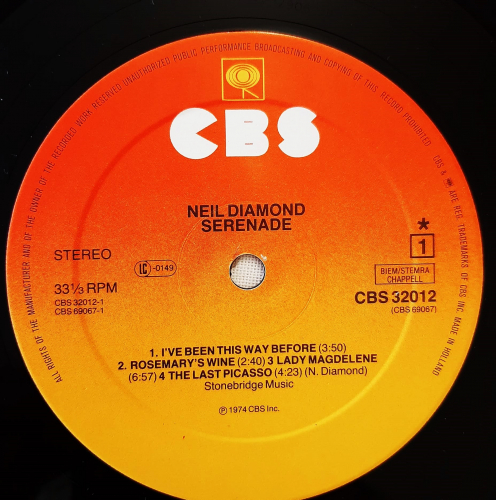 ALL RIGHTS OF THE MANUFACTURER AND OF THE OWNER OF THE RECORDED WORK RESERVED UNAUTHORIZED PUBLIC PERFORMANCE BROADCASTING AND COPYING OF THIS RECORD PROHIBITED
CBS & ARE REG. TRADEMARKS OF CBS INC. MADE IN HOLLAND
CBS
NEIL DIAMOND
SERENADE
STEREO
LC -0149
*
1
33⅓ RPM
BIEM/STEMRA
CHAPPELL
CBS 32012-1
CBS 69067-1
CBS 32012
(CBS 69067)
1. I'VE BEEN THIS WAY BEFORE (3:50)
2. ROSEMARY'S WINE (2:40) 3 LADY MAGDELENE
(6:57) 4 THE LAST PICASSO (4:23) (N. Diamond)
Stonebridge Music
Ⓟ 1974 CBS Inc.